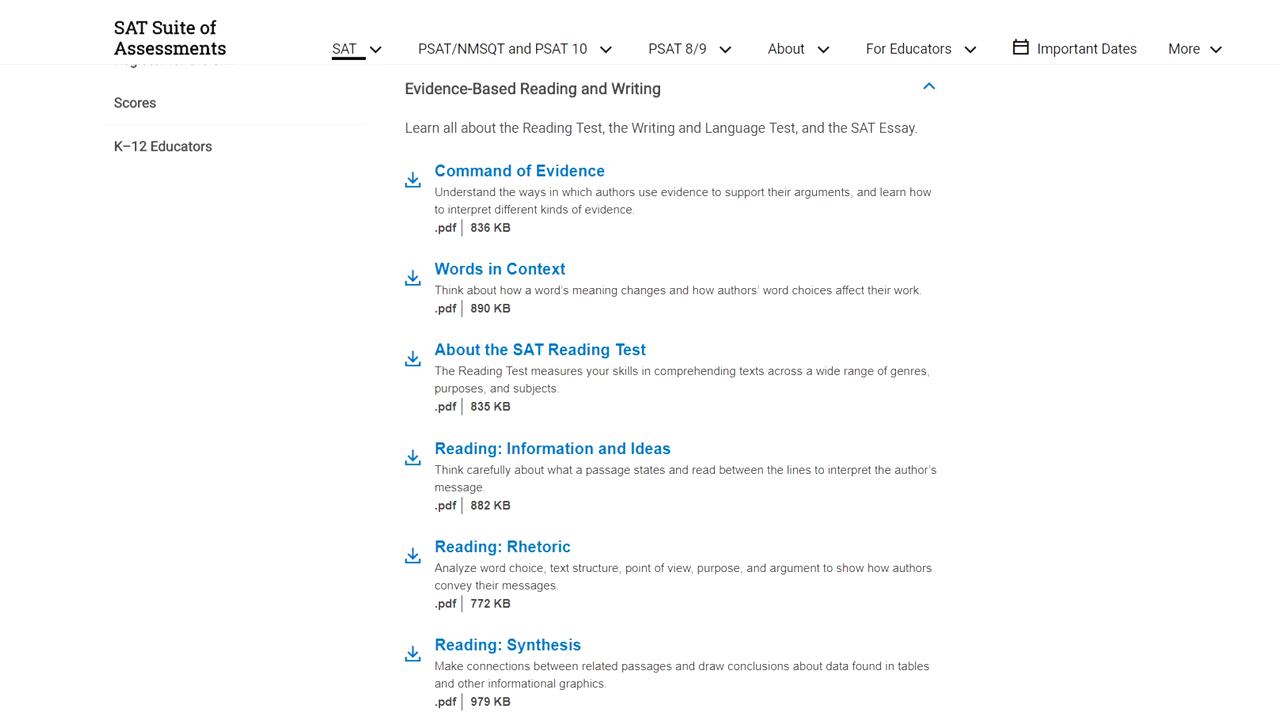 SAT Suite of
Assessments
SAT
PSAT/NMSQT and PSAT 10
PSAT 8/9
About
For Educators
Important Dates
More
Scores
K–12 Educators
Evidence-Based Reading and Writing
Learn all about the Reading Test, the Writing and Language Test, and the SAT Essay.
Command of Evidence
Understand the ways in which authors use evidence to support their arguments, and learn how
to interpret different kinds of evidence.
.pdf | 836 KB
Words in Context
Think about how a word's meaning changes and how authors' word choices affect their work.
.pdf | 890 KB
About the SAT Reading Test
The Reading Test measures your skills in comprehending texts across a wide range of genres,
purposes, and subjects.
.pdf | 835 KB
Reading: Information and Ideas
Think carefully about what a passage states and read between the lines to interpret the author's
message.
.pdf | 882 KB
Reading: Rhetoric
Analyze word choice, text structure, point of view, purpose, and argument to show how authors
convey their messages.
.pdf | 772 KB
Reading: Synthesis
Make connections between related passages and draw conclusions about data found in tables
and other informational graphics.
.pdf | 979 KB